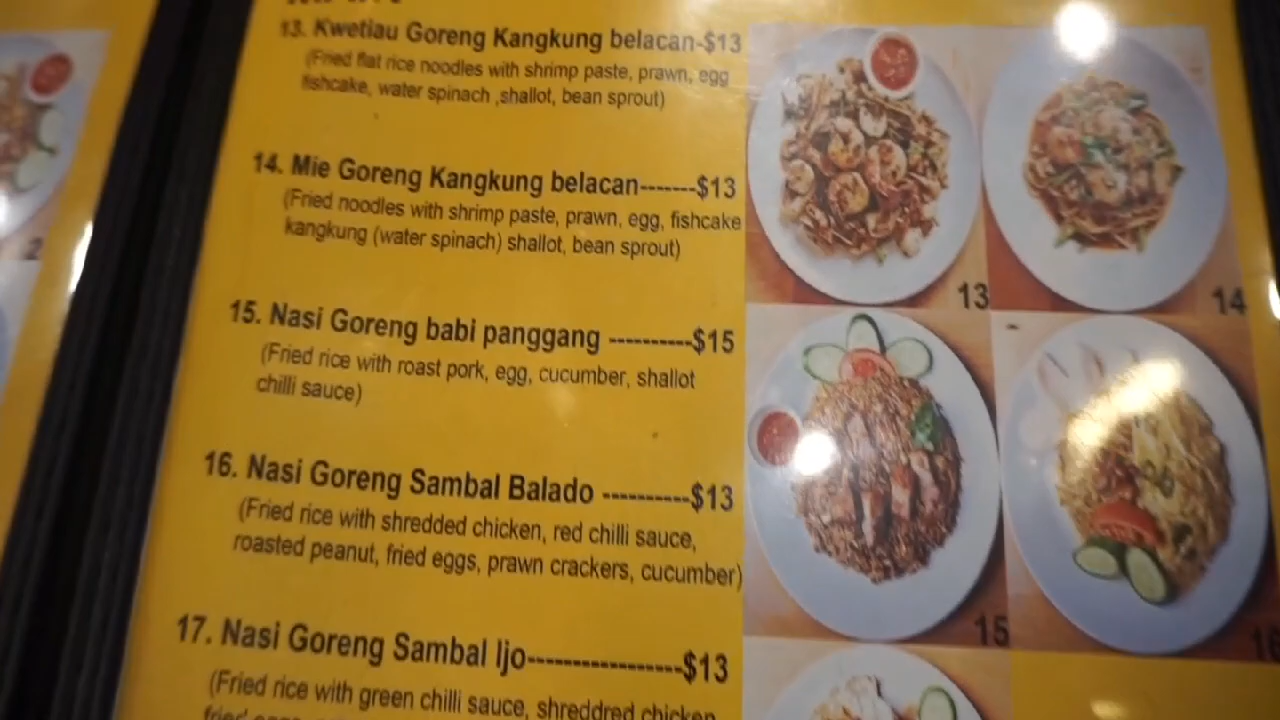 13. Kwetiau Goreng Kangkung belacan-$13
(Fried flat rice noodles with shrimp paste, prawn, egg
fishcake, water spinach ,shallot, bean sprout)
14. Mie Goreng Kangkung belacan-------$13
(Fried noodles with shrimp paste, prawn, egg, fishcake
kangkung (water spinach) shallot, bean sprout)
15. Nasi Goreng babi panggang ----------$15
(Fried rice with roast pork, egg, cucumber, shallot
chilli sauce)
16. Nasi Goreng Sambal Balado ----------$13
(Fried rice with shredded chicken, red chilli sauce,
roasted peanut, fried eggs, prawn crackers, cucumber)
17. Nasi Goreng Sambal Ijo-----------------$13
(Fried rice with green chilli sauce, shreddred chicken
13
14
15
16
2